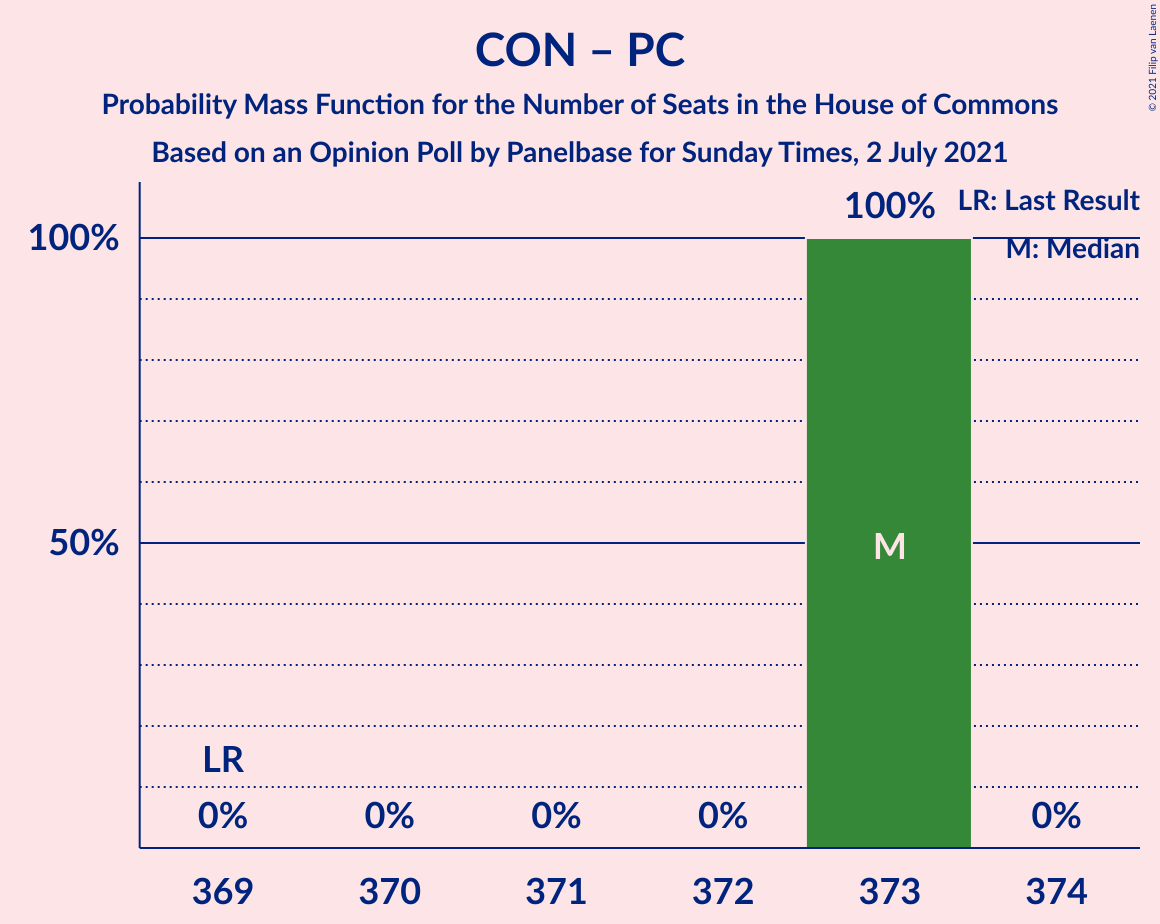 CON – PC
Probability Mass Function for the Number of Seats in the House of Commons
Based on an Opinion Poll by Panelbase for Sunday Times, 2 July 2021
© 2021 Filip van Laenen
LR: Last Result
M: Median
100%
100%
50%
M
LR
0%
0%
0%
0%
0%
369
370
371
372
373
374